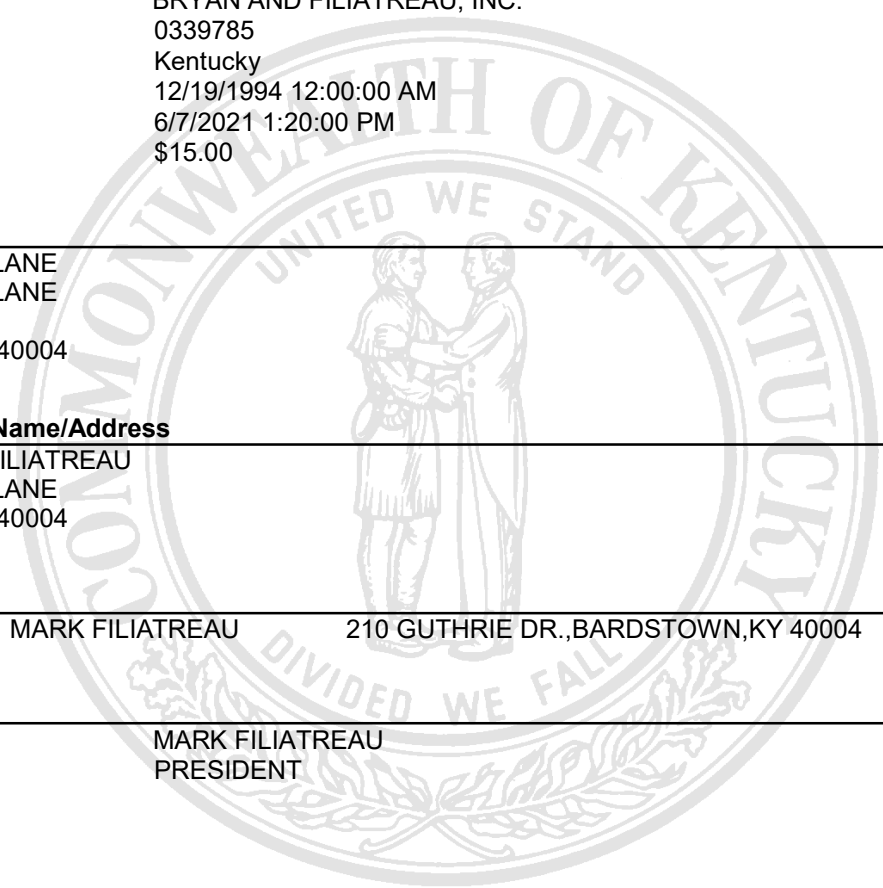 BRYAN AND FILIATREAU, INC.
0339785
Kentucky
12/19/1994 12:00:00 AM
6/7/2021 1:20:00 PM
$15.00
COMMONWEALTH OF KENTUCKY
UNITED WE STAND
LANE
LANE
40004
Name/Address
FILIATREAU
LANE
40004
MARK FILIATREAU 210 GUTHRIE DR.,BARDSTOWN,KY 40004
DIVIDED WE FALL
MARK FILIATREAU
PRESIDENT